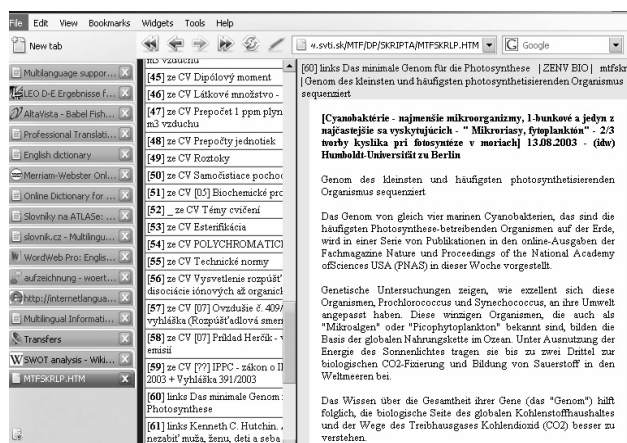 File Edit View Bookmarks Widgets Tools Help
New tab
4.svti.sk/MTF/DP/SKRIPTA/MTFSKRLP.HTM
Google
Multilanguage suppor...
LEO D-E Ergebnisse f...
AltaVista - Babel Fish...
Professional Translati...
English dctionary
Merriam-Webster Onl...
Online Dictionary for ...
Slovníky na ATLASe: ...
slovnik.cz - Multilingu...
WordWeb Pro: Englis...
aufzeichnung - woert...
http://internetlangua...
Multilingual Informati...
Transfers
SWOT analysis - Wiki...
MTFSKRLP.HTM
m3 vzduchu
[45] ze CV Dipólový moment
[46] ze CV Látkové množstvo -
[47] ze CV Prepočet 1 ppm plyn
m3 vzduchu
[48] ze CV Prepočty jednotiek
[49] ze CV Roztoky
[50] ze CV Samočistiace pochod
[51] ze CV [05] Biochemické pro
[52] _ ze CV Témy cvičení
[53] ze CV Esterifikácia
[54] ze CV POLYCHROMATICI
[55] ze CV Technické normy
[56] ze CV Vysvetlenie rozpúšť
disociácie iónových až organick
[57] ze CV [07] Ovzdušie č. 409/
vyhláška (Rozpúšťadlová smer
[58] ze CV [07] Príklad Herčík - v
emisií
[59] ze CV [??] IPPC - zákon o I
2003 + Vyhláška 391/2003
[60] links Das minimale Genom
Photosynthese
[61] links Kenneth C. Hutchin.
nezabiť muža, ženu, deti a seba
[60] links Das minimale Genom für die Photosynthese | ZENV BIO | mtfskr
| Genom des kleinsten und häufigsten photosynthetisierenden Organismus
sequenziert
[Cyanobaktérie - najmenšie mikroorganizmy, 1-bunkové a jedyn z
najčastejšie sa vyskytujúcich - " Mikroriasy, fytoplanktón" - 2/3
tvorby kyslíka pri fotosyntéze v moriach] 13.08.2003 - (idw)
Humboldt-Universität zu Berlin
Genom des kleinsten und häufigsten photosynthetisierenden
Organismus sequenziert
Das Genom von gleich vier marinen Cyanobakterien, das sind die
häufigsten Photosynthese-betreibenden Organismen auf der Erde,
wird in einer Serie von Publikationen in den online-Ausgaben der
Fachmagazine Nature und Proceedings of the National Academy
ofSciences USA (PNAS) in dieser Woche vorgestellt.
Genetische Untersuchungen zeigen, wie exzellent sich diese
Organismen, Prochlorococcus und Synechococcus, an ihre Umwelt
angepasst haben. Diese winzigen Organismen, die auch als
"Mikroalgen" oder "Picophytoplankton" bekannt sind, bilden die
Basis der globalen Nahrungskette im Ozean. Unter Ausnutzung der
Energie des Sonnenlichtes tragen sie bis zu zwei Drittel zur
biologischen CO2-Fixierung und Bildung von Sauerstoff in den
Weltmeeren bei.
Das Wissen über die Gesamtheit ihrer Gene (das "Genom") hilft
folglich, die biologische Seite des globalen Kohlenstoffhaushaltes
und der Wege des Treibhausgases Kohlendioxid (CO2) besser zu
verstehen.